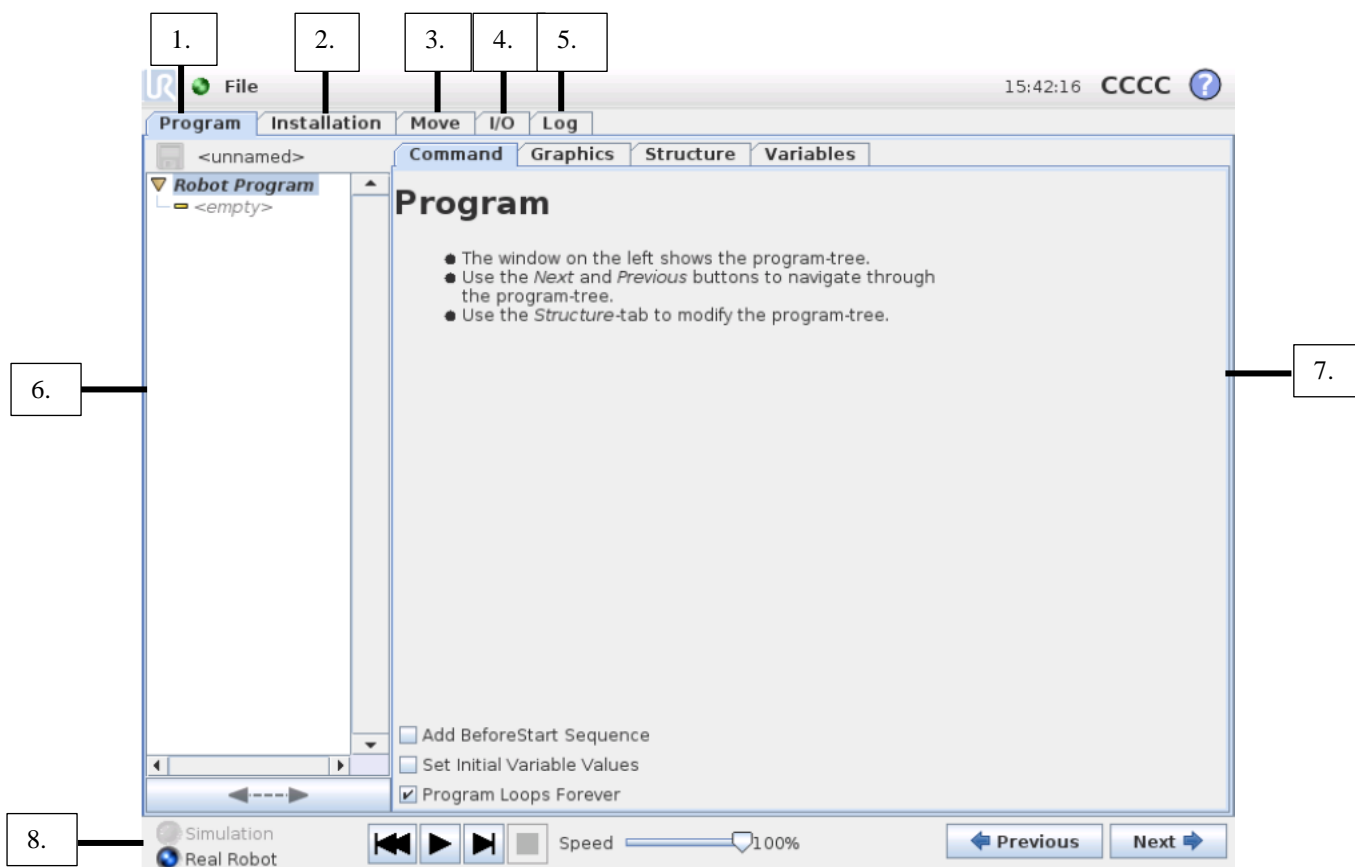 1. 2. 3. 4. 5.
UR File 15:42:16 CCCC ?
Program Installation Move I/O Log
<unnamed> Command Graphics Structure Variables
Robot Program
<empty>
Program
The window on the left shows the program-tree.
Use the Next and Previous buttons to navigate through
the program-tree.
Use the Structure-tab to modify the program-tree.
6.
7.
Add BeforeStart Sequence
Set Initial Variable Values
Program Loops Forever
8.
Simulation
Real Robot
Speed 100%
Previous Next